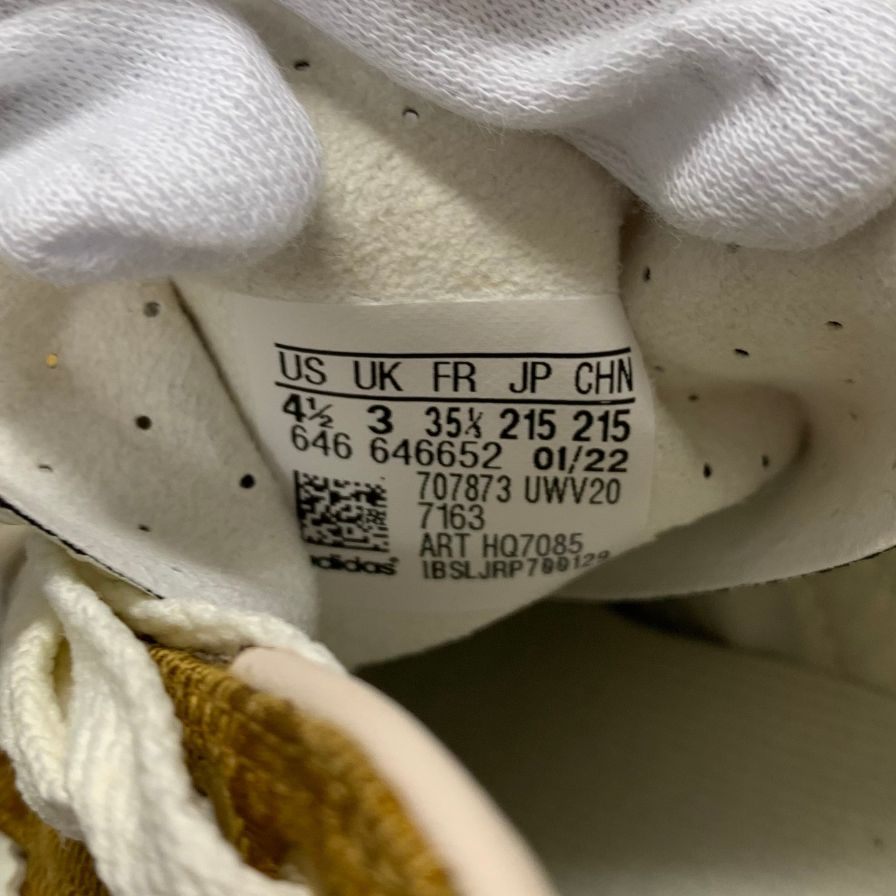 US UK FR JP CHN
4½ 3 35½ 215 215
646 646652 01/22
707873 UWV20
7163
ART HQ7085
adidas